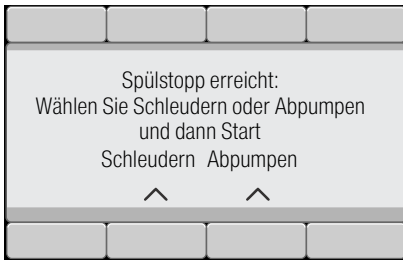 Spülstopp erreicht:
Wählen Sie Schleudern oder Abpumpen
und dann Start
Schleudern Abpumpen